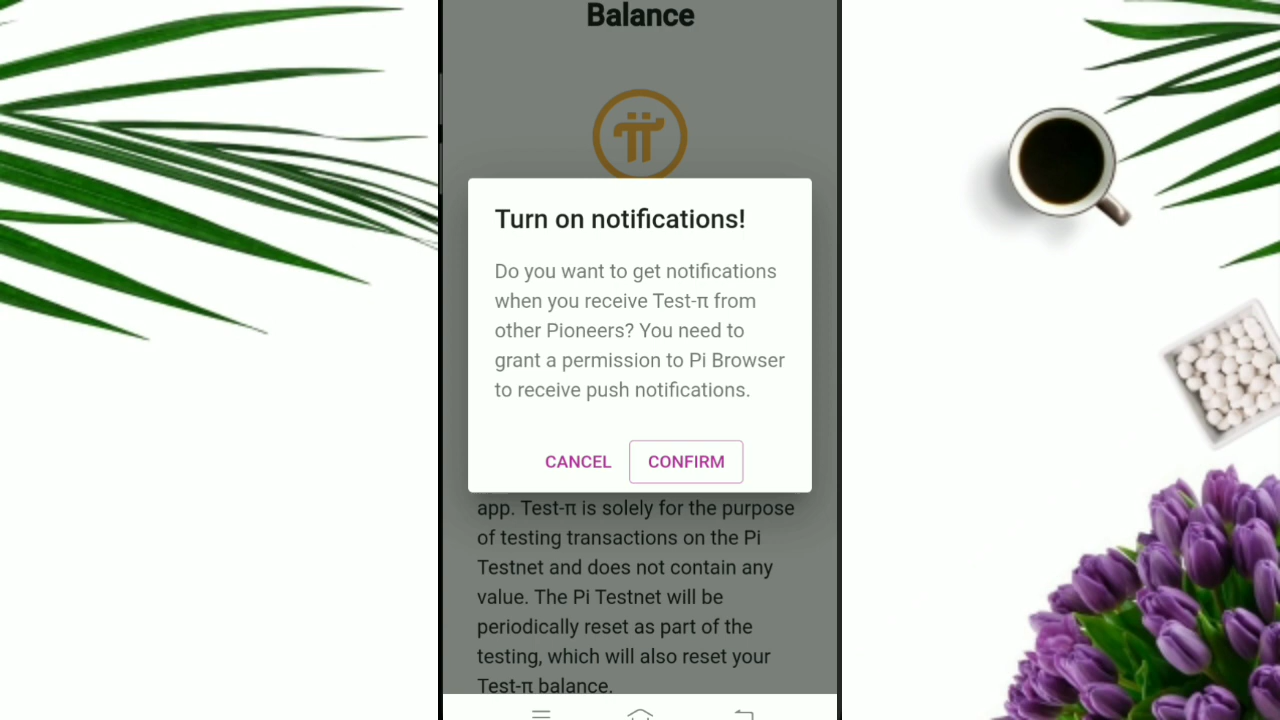 Balance
Turn on notifications!
Do you want to get notifications
when you receive Test-π from
other Pioneers? You need to
grant a permission to Pi Browser
to receive push notifications.
CANCEL CONFIRM
app. Test-π is solely for the purpose
of testing transactions on the Pi
Testnet and does not contain any
value. The Pi Testnet will be
periodically reset as part of the
testing, which will also reset your
Test-π balance.